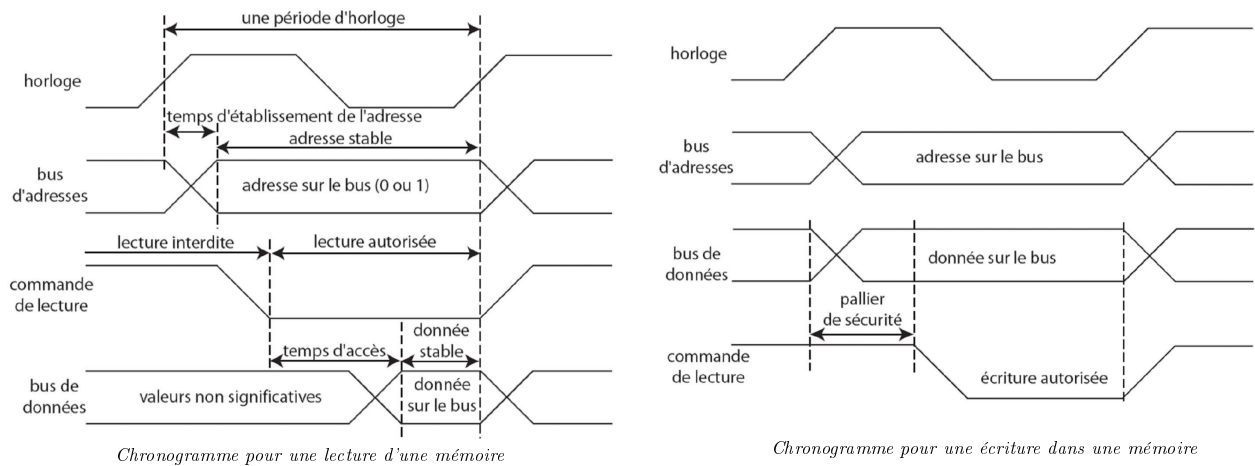 une période d'horloge
horloge
temps d'établissement de l'adresse
adresse stable
bus
d'adresses
adresse sur le bus (0 ou 1)
lecture interdite
lecture autorisée
commande
de lecture
temps d'accès
donnée
stable
bus de
données
valeurs non significatives
donnée
sur le bus
Chronogramme pour une lecture d'une mémoire
horloge
bus
d'adresses
adresse sur le bus
bus de
données
donnée sur le bus
pallier
de sécurité
commande
de lecture
écriture autorisée
Chronogramme pour une écriture dans une mémoire